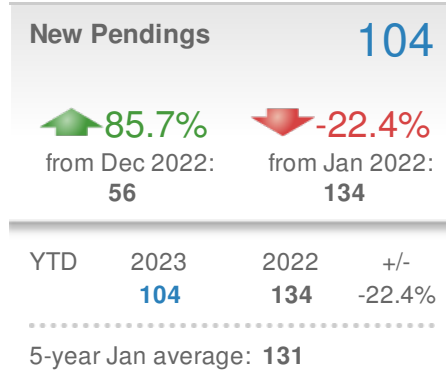 New Pendings 104
85.7% -22.4%
from Dec 2022: from Jan 2022:
56 134
YTD 2023 2022 +/-
104 134 -22.4%
5-year Jan average: 131